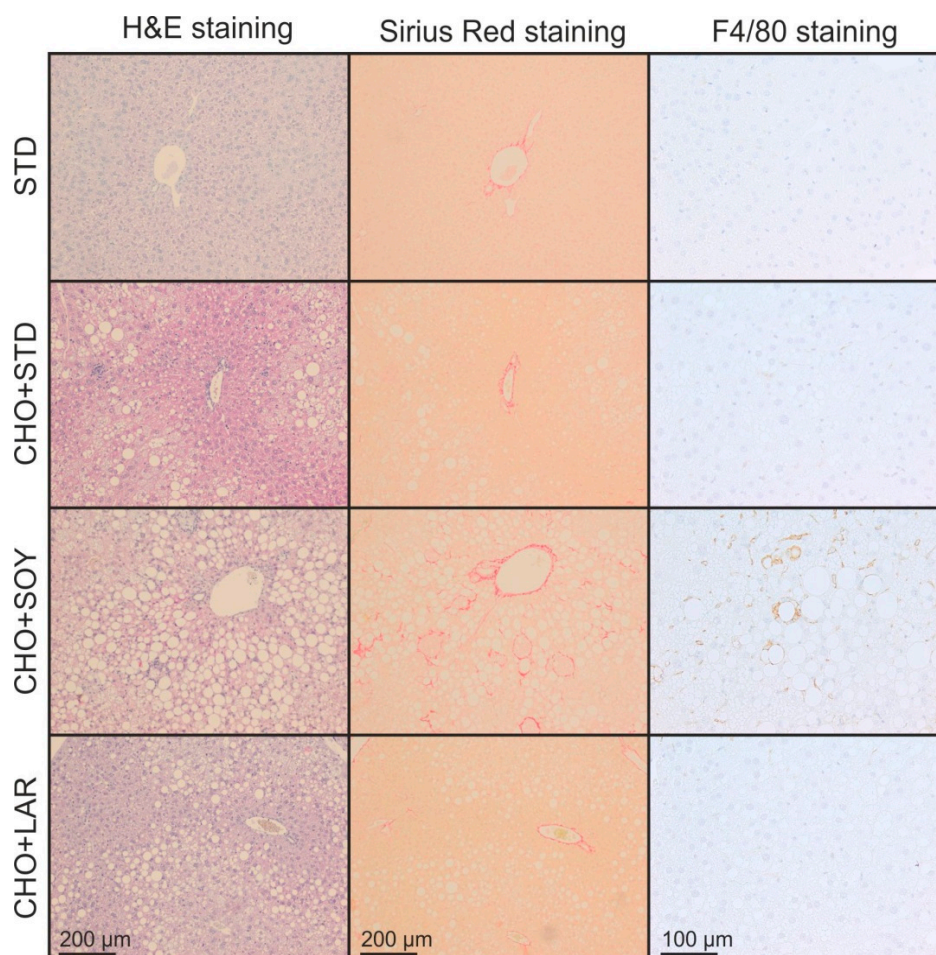 H&E staining Sirius Red staining F4/80 staining
STD
CHO+STD
CHO+SOY
CHO+LAR
200 µm 200 µm 100 µm